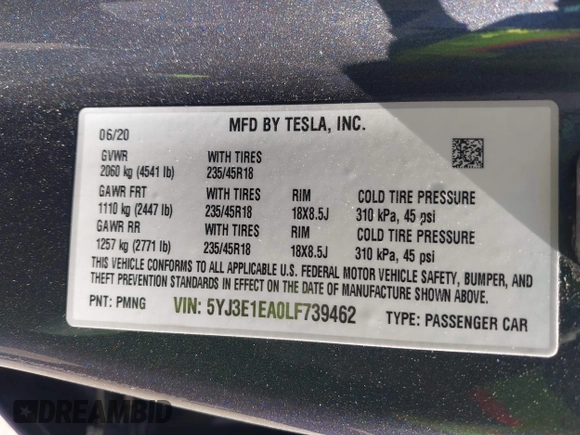 06/20 MFD BY TESLA, INC.
GVWR WITH TIRES
2060 kg (4541 lb) 235/45R18
GAWR FRT WITH TIRES RIM COLD TIRE PRESSURE
1110 kg (2447 lb) 235/45R18 18X8.5J 310 kPa, 45 psi
GAWR RR WITH TIRES RIM COLD TIRE PRESSURE
1257 kg (2771 lb) 235/45R18 18X8.5J 310 kPa, 45 psi
THIS VEHICLE CONFORMS TO ALL APPLICABLE U.S. FEDERAL MOTOR VEHICLE SAFETY, BUMPER, AND
THEFT PREVENTION STANDARDS IN EFFECT ON THE DATE OF MANUFACTURE SHOWN ABOVE.
PNT: PMNG VIN: 5YJ3E1EA0LF739462 TYPE: PASSENGER CAR
DREAMBID